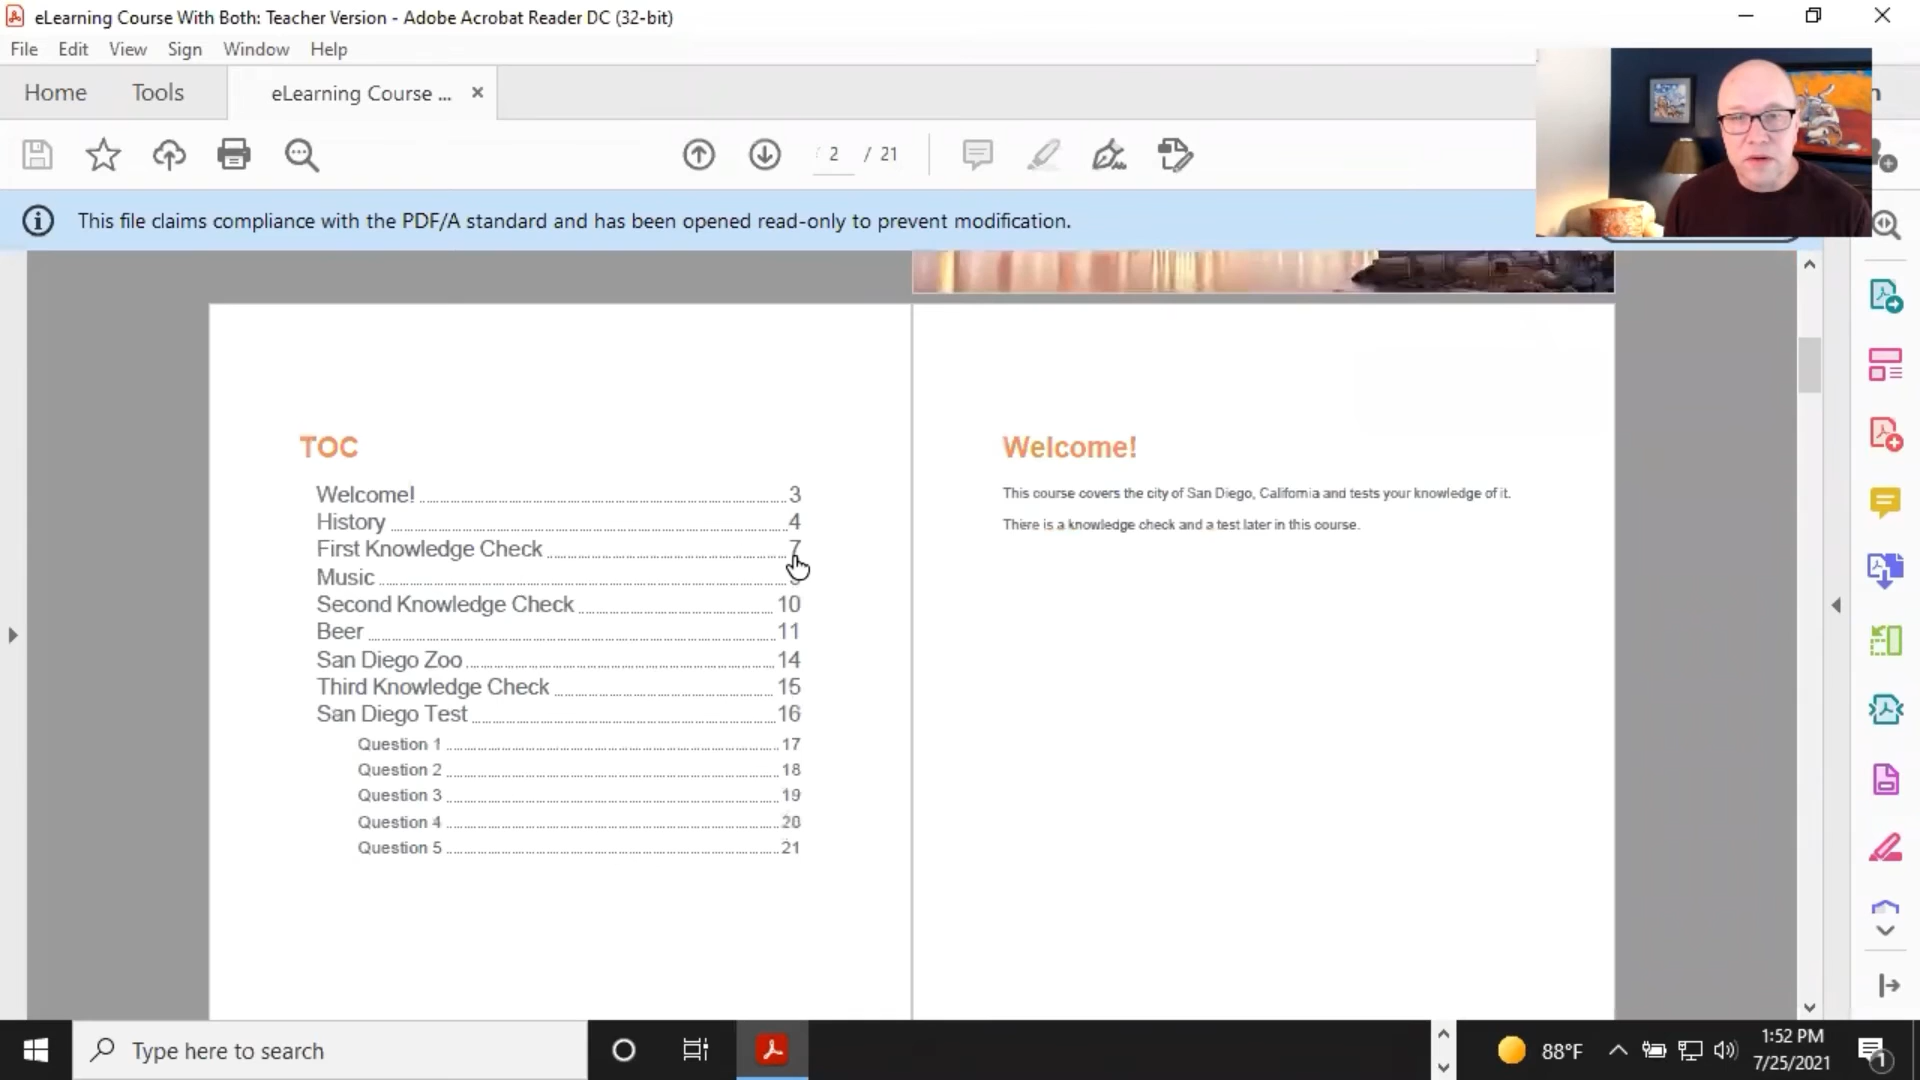 eLearning Course With Both: Teacher Version - Adobe Acrobat Reader DC (32-bit)
File Edit View Sign Window Help
Home Tools eLearning Course ...
2 / 21
This file claims compliance with the PDF/A standard and has been opened read-only to prevent modification.
TOC
Welcome! 3
History 4
First Knowledge Check 7
Music
Second Knowledge Check 10
Beer 11
San Diego Zoo 14
Third Knowledge Check 15
San Diego Test 16
Question 1 17
Question 2 18
Question 3 19
Question 4 20
Question 5 21
Welcome!
This course covers the city of San Diego, California and tests your knowledge of it.
There is a knowledge check and a test later in this course.
Type here to search
88°F
1:52 PM
7/25/2021
1